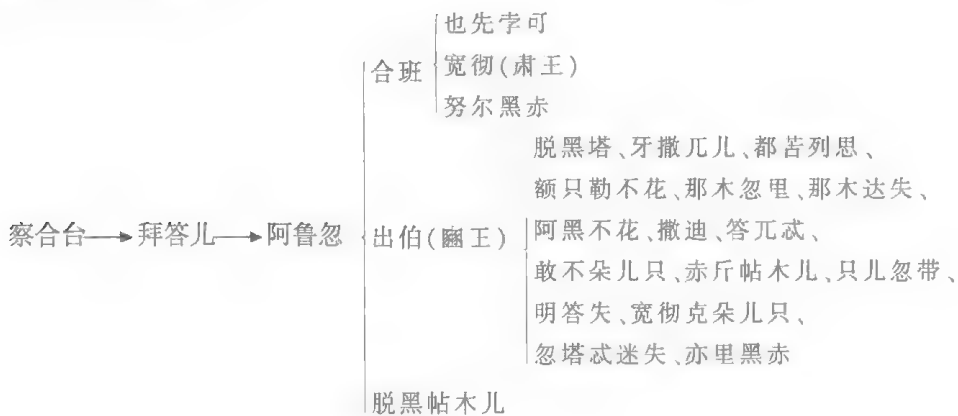 也先孛可
合班 宽彻(肃王)
努尔黑赤
脱黑塔、牙撒兀儿、都苦列思、
额只勒不花、那木忽里、那木达失、
察合台→拜答儿→阿鲁忽 出伯(豳王) 阿黑不花、撒迪、答兀忒、
敢不朵儿只、赤斤帖木儿、只儿忽带、
明答失、宽彻克朵儿只、
忽塔忒迷失、亦里黑赤
脱黑帖木儿